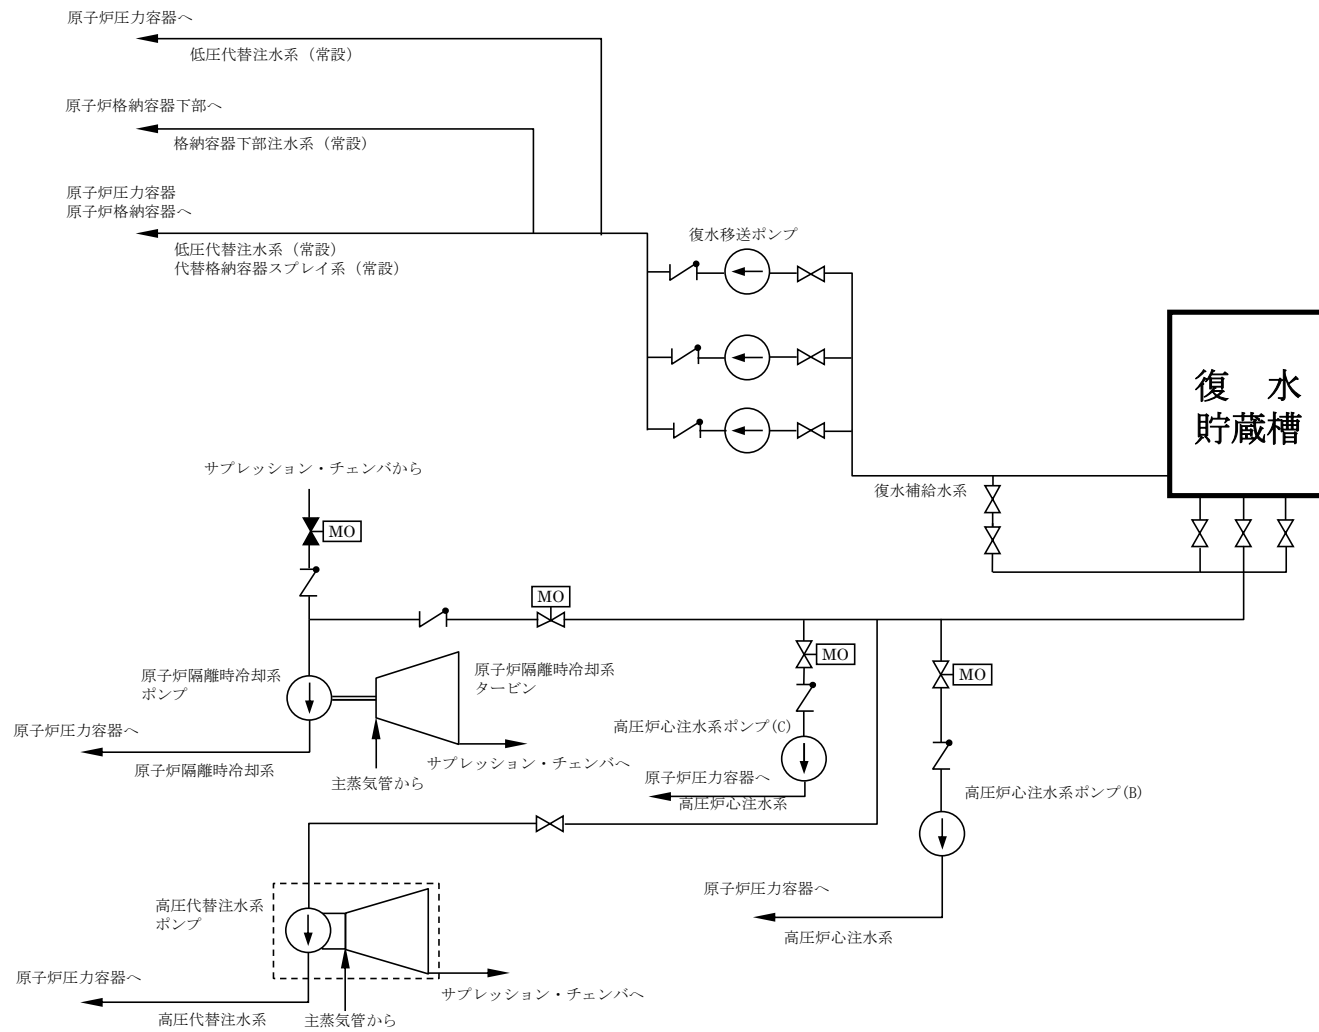 原子炉圧力容器へ
低圧代替注水系（常設）
原子炉格納容器下部へ
格納容器下部注水系（常設）
原子炉圧力容器
原子炉格納容器へ
低圧代替注水系（常設）
代替格納容器スプレイ系（常設）
復水移送ポンプ
復　水
貯蔵槽
復水補給水系
サプレッション・チェンバから
MO
MO
原子炉隔離時冷却系
ポンプ
原子炉隔離時冷却系
タービン
MO
MO
原子炉圧力容器へ
原子炉隔離時冷却系
主蒸気管から
サプレッション・チェンバへ
高圧炉心注水系ポンプ(C)
原子炉圧力容器へ
高圧炉心注水系
高圧炉心注水系ポンプ(B)
原子炉圧力容器へ
高圧炉心注水系
高圧代替注水系
ポンプ
原子炉圧力容器へ
高圧代替注水系
主蒸気管から
サプレッション・チェンバへ